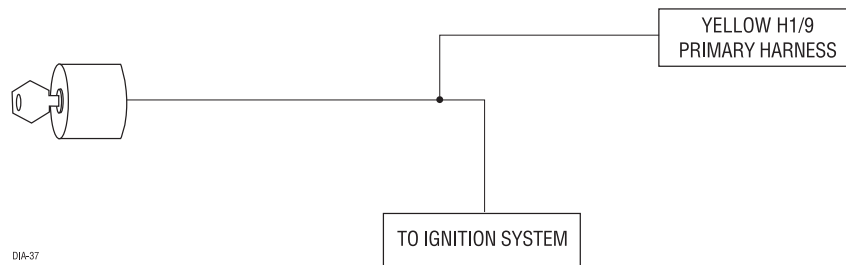 YELLOW H1/9
PRIMARY HARNESS
TO IGNITION SYSTEM
DIA-37